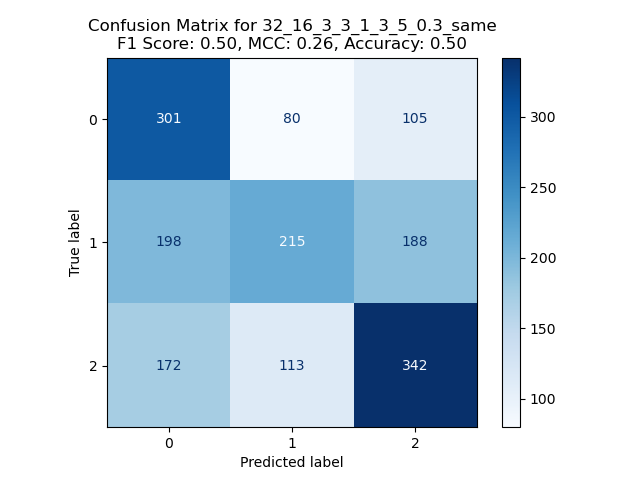 Confusion Matrix for 32_16_3_3_1_3_5_0.3_same
F1 Score: 0.50, MCC: 0.26, Accuracy: 0.50
0 301 80 105
1 198 215 188
2 172 113 342
True label
0 1 2
Predicted label
300
250
200
150
100